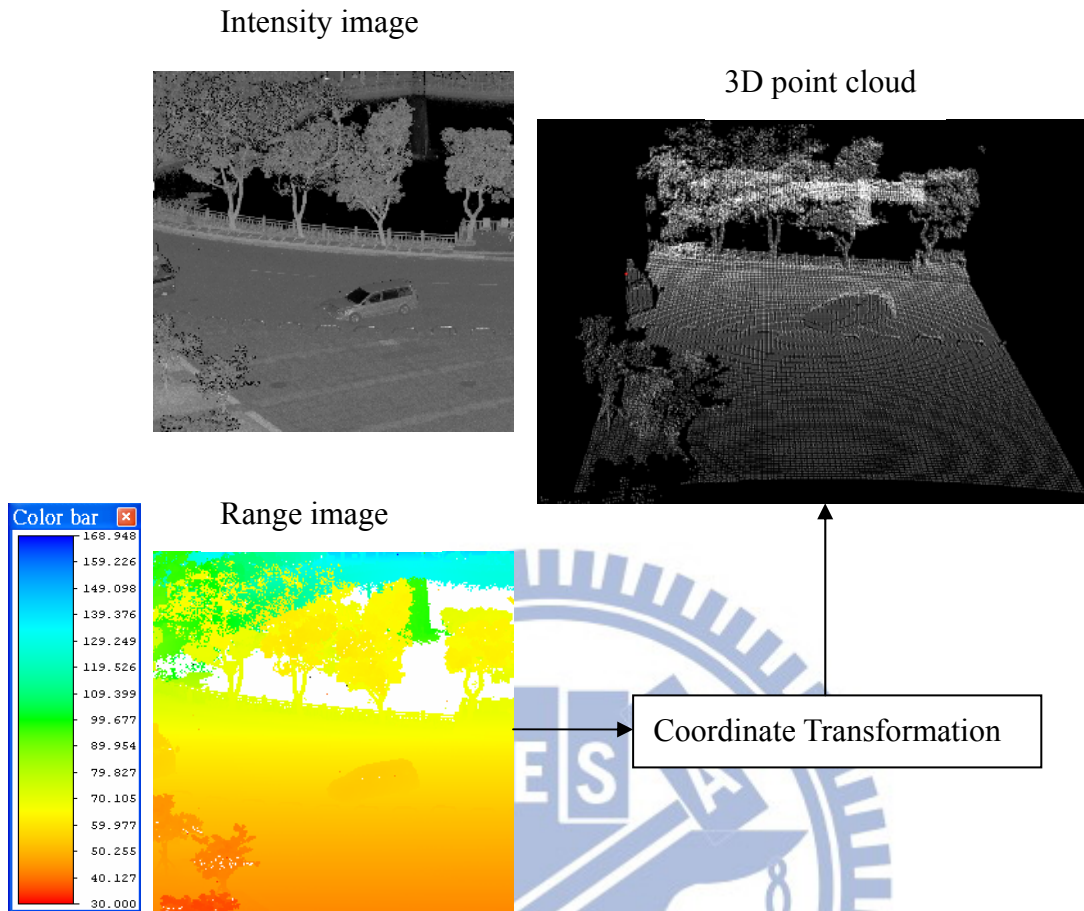 Intensity image
3D point cloud
Color bar
Range image
168.948
159.226
149.098
139.376
129.249
119.526
109.399
99.677
89.954
79.827
70.105
59.977
50.255
40.127
30.000
Coordinate Transformation
E S A
8